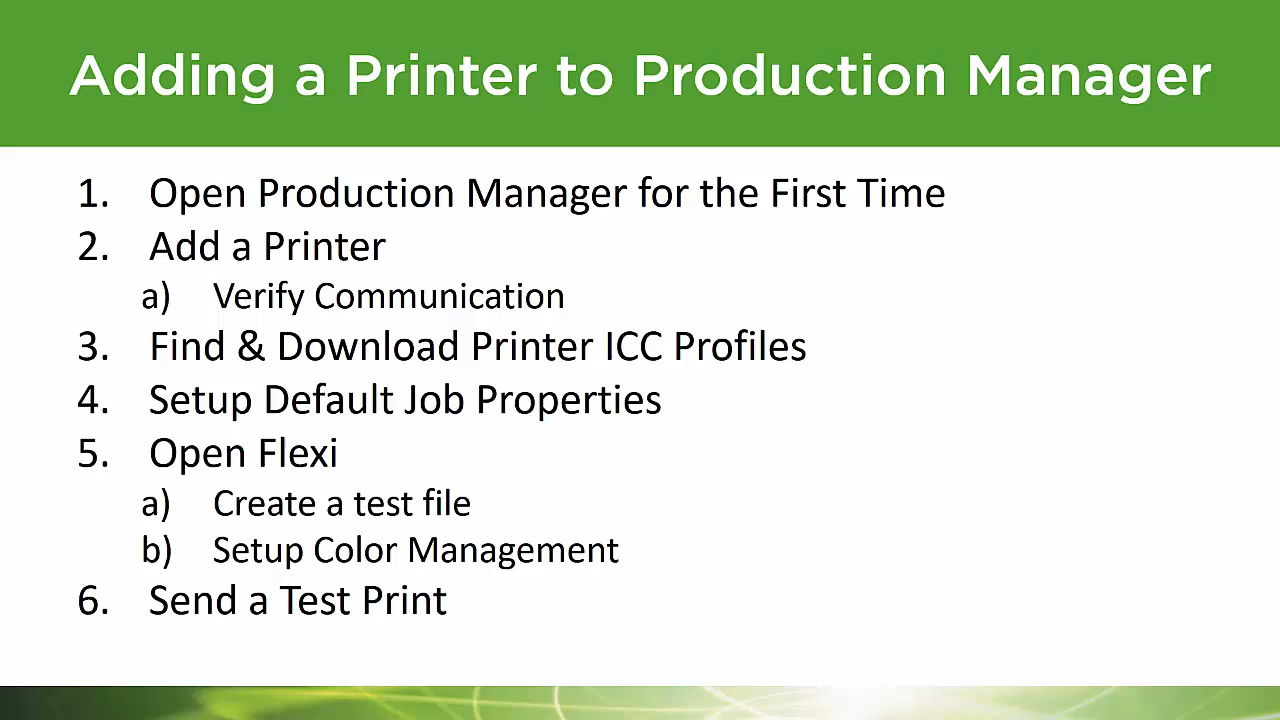 Adding a Printer to Production Manager
1. Open Production Manager for the First Time
2. Add a Printer
a) Verify Communication
3. Find & Download Printer ICC Profiles
4. Setup Default Job Properties
5. Open Flexi
a) Create a test file
b) Setup Color Management
6. Send a Test Print